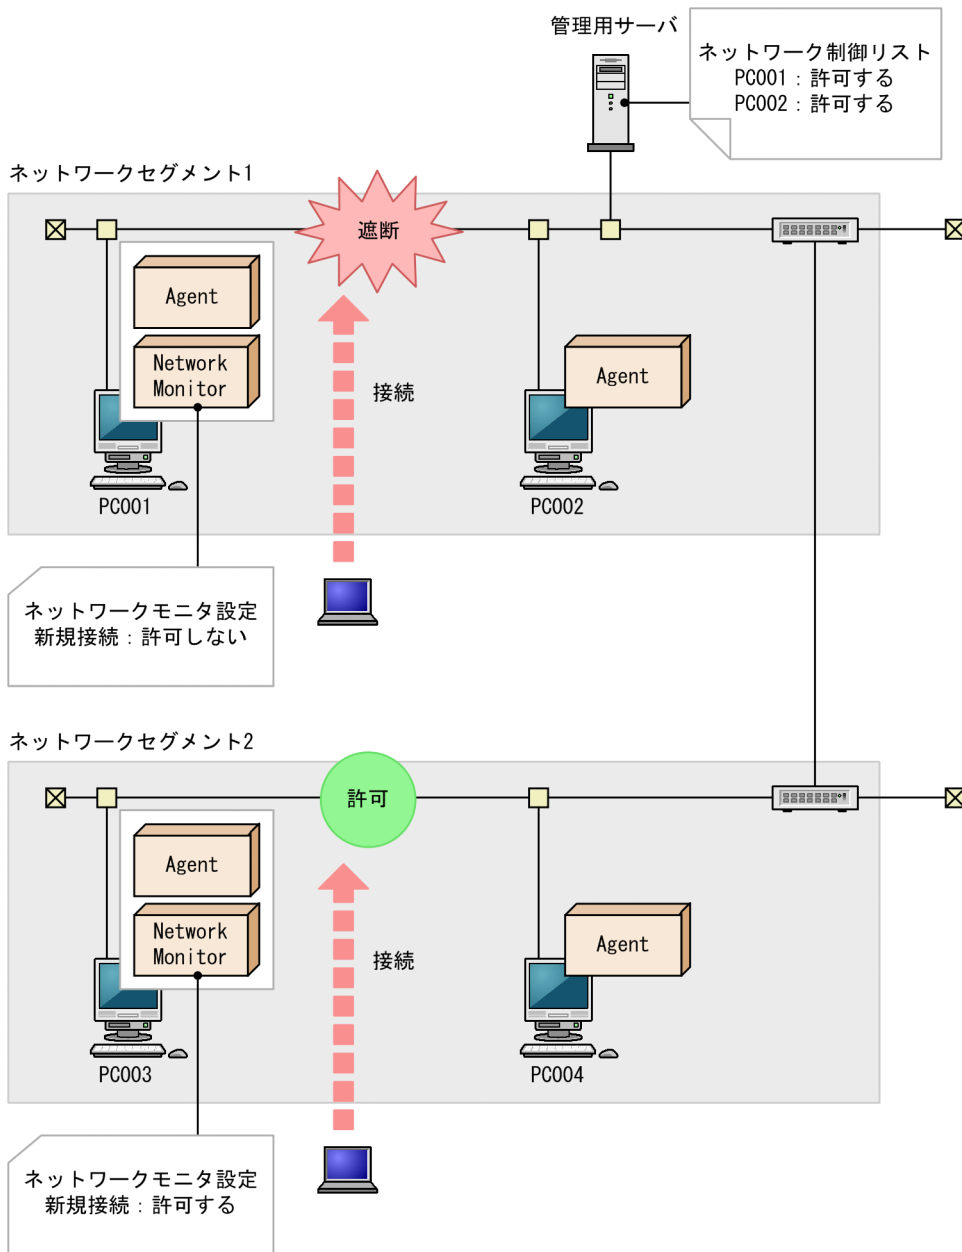 管理用サーバ
ネットワーク制御リスト
PC001：許可する
PC002：許可する
ネットワークセグメント1
遮断
Agent
Network
Monitor
接続
Agent
PC001
PC002
ネットワークモニタ設定
新規接続：許可しない
ネットワークセグメント2
許可
Agent
Network
Monitor
接続
Agent
PC003
PC004
ネットワークモニタ設定
新規接続：許可する